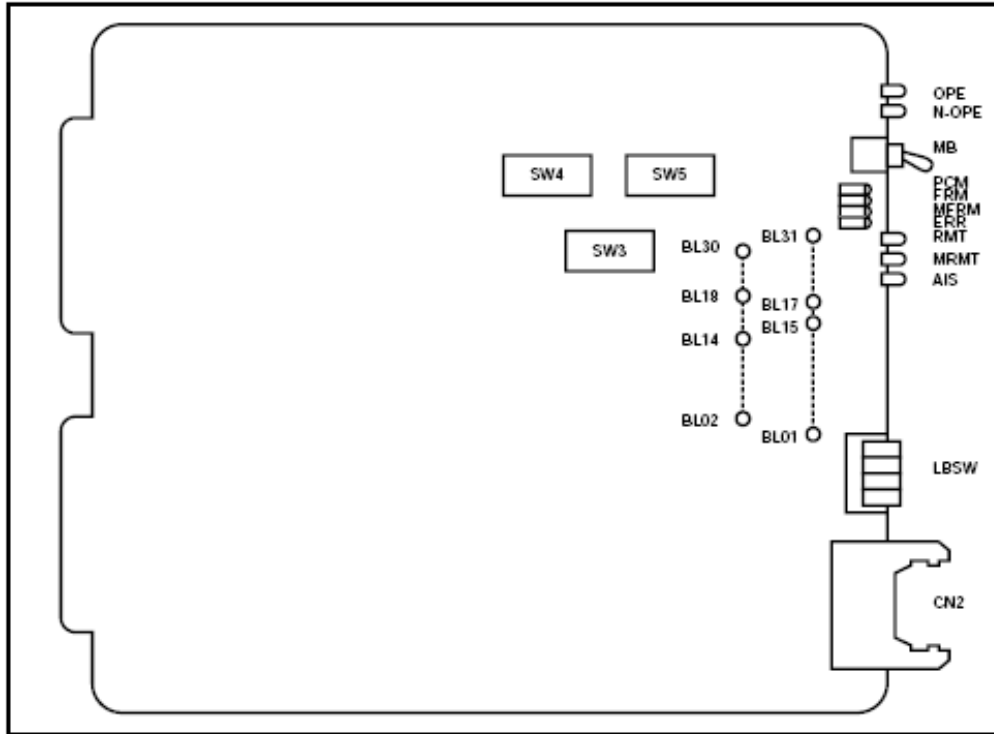 OPE
N-OPE
MB
SW4
SW5
PCM
FRM
MFRM
ERR
RMT
MRMT
AIS
SW3
BL30
BL31
BL18
BL17
BL14
BL15
BL02
BL01
LBSW
CN2